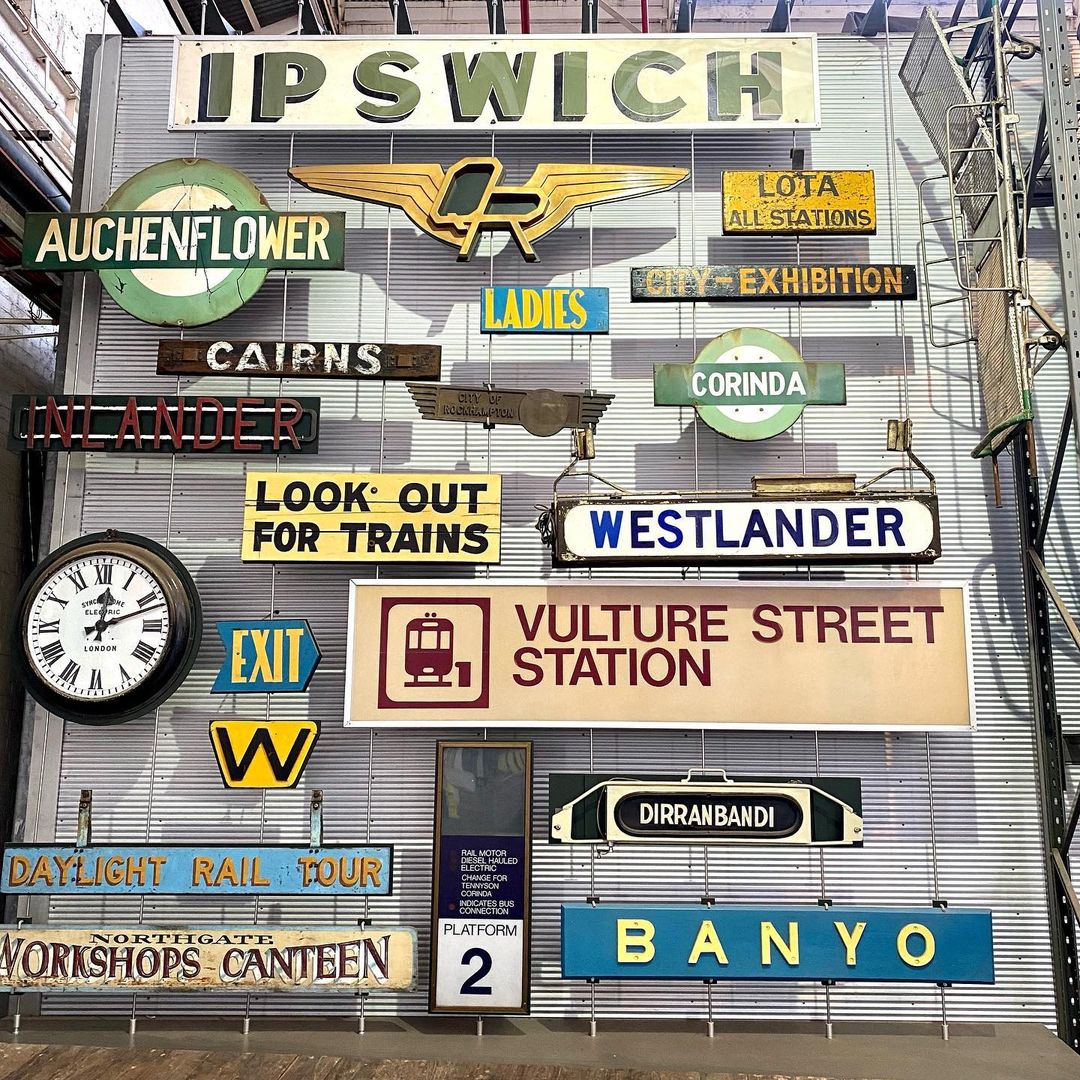 IPSWICH
AUCHENFLOWER
QR
LOTA
ALL STATIONS
CITY-EXHIBITION
LADIES
CAIRNS
CORINDA
CITY OF
ROCKHAMPTON
INLANDER
LOOK OUT
FOR TRAINS
WESTLANDER
XII
ELECTRIC
LONDON
VULTURE STREET
STATION
EXIT
W
DIRRANBANDI
DAYLIGHT RAIL TOUR
RAIL MOTOR
DIESEL HAULED
ELECTRIC
CHANGE FOR
TENNYSON
CORINDA
INDICATES BUS
CONNECTION
PLATFORM
2
BANYO
NORTHGATE
WORKSHOPS CANTEEN